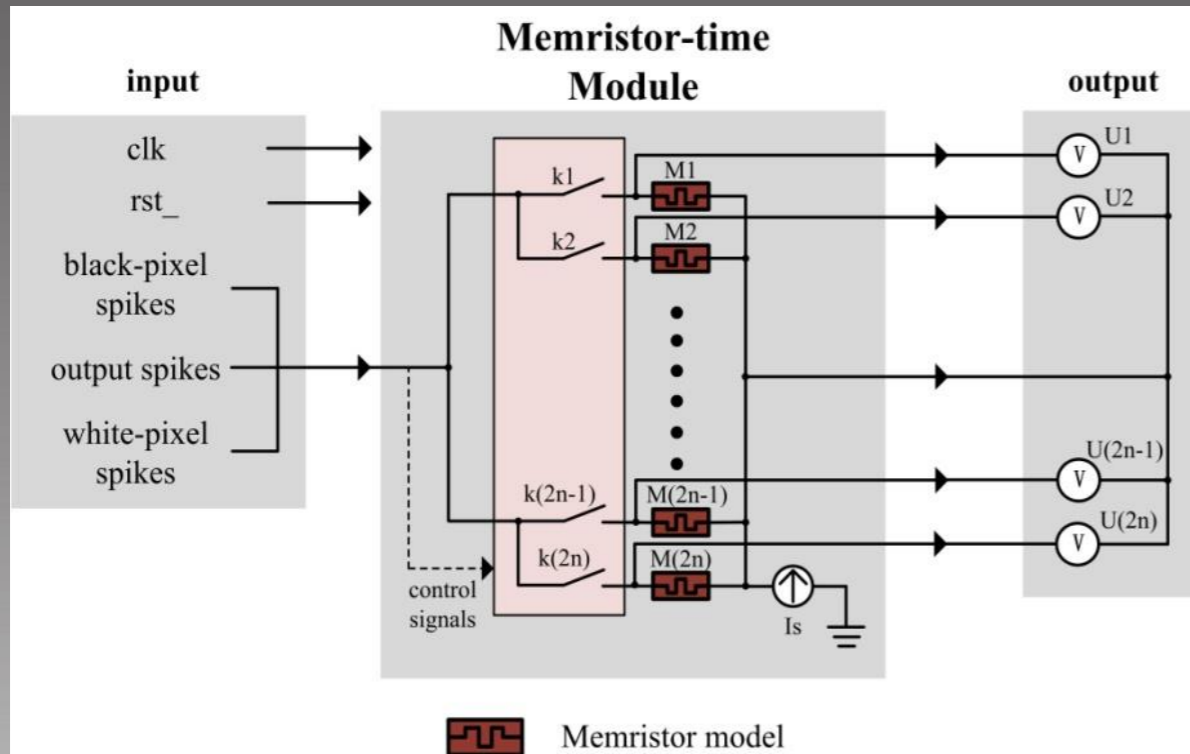 Memristor-time
Module
input
output
clk
rst_
black-pixel
spikes
output spikes
white-pixel
spikes
control
signals
k1
k2
k(2n-1)
k(2n)
M1
M2
M(2n-1)
M(2n)
Is
V
U1
V
U2
V
U(2n-1)
V
U(2n)
Memristor model